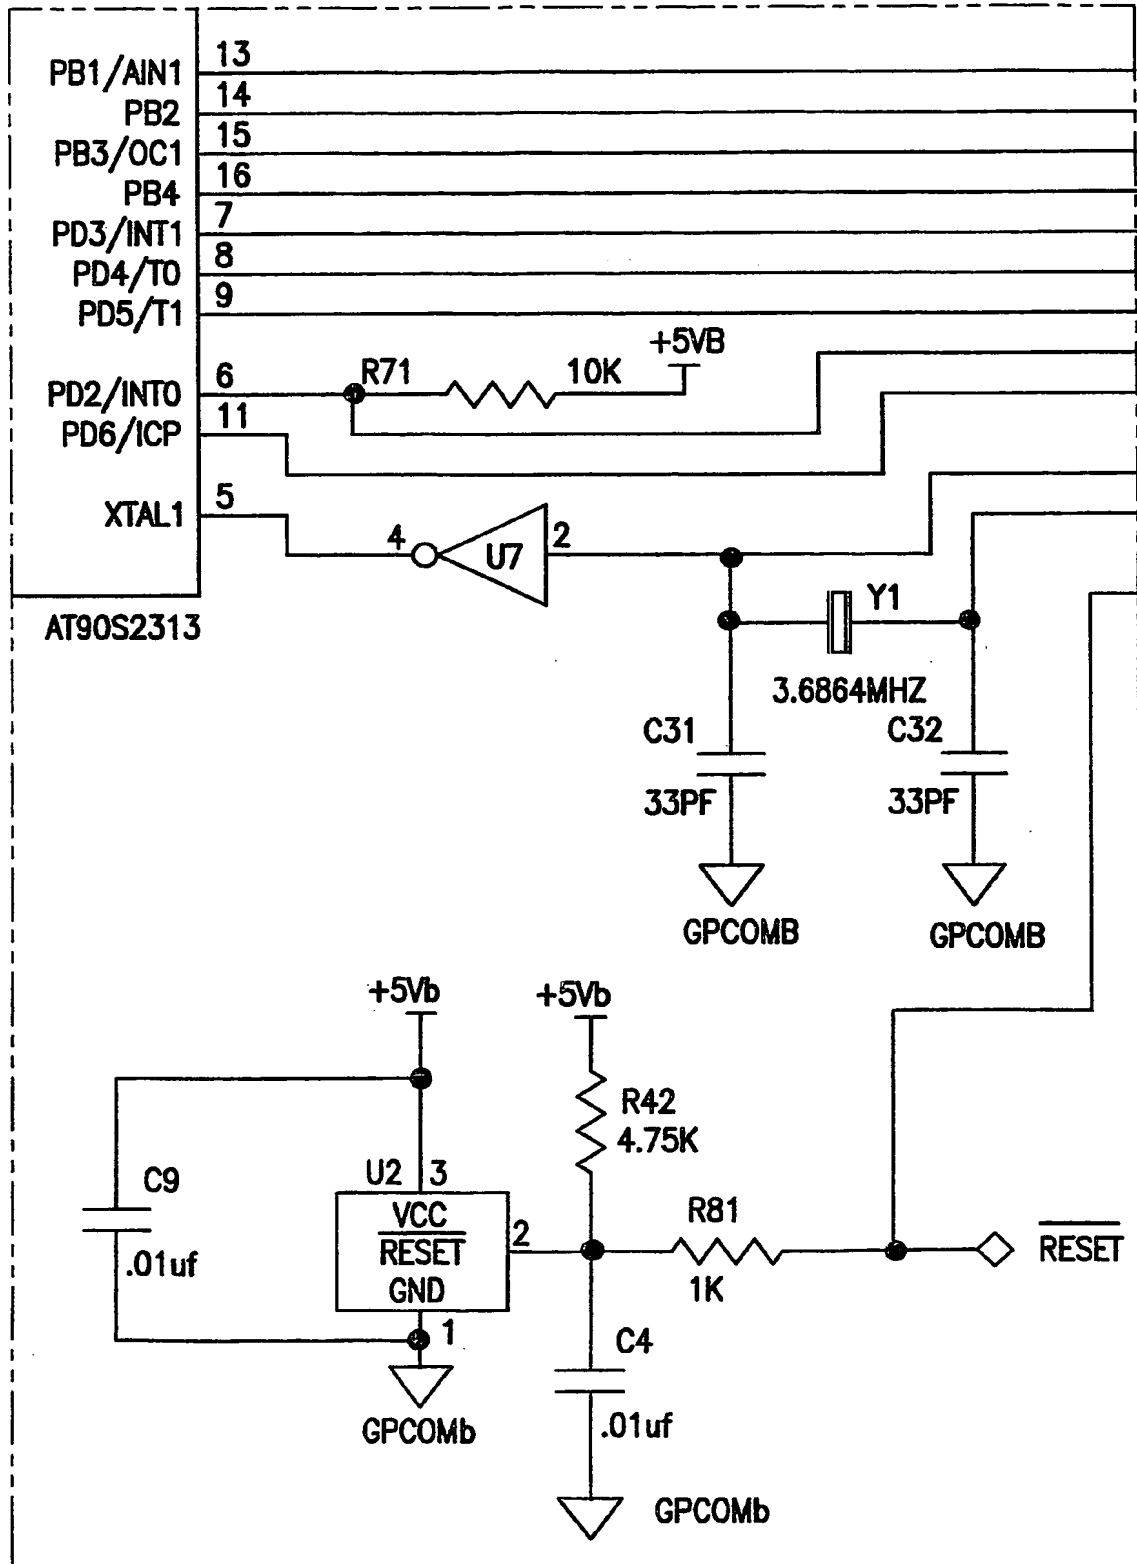 PB1/AIN1 13
PB2 14
PB3/OC1 15
PB4 16
PD3/INT1 7
PD4/T0 8
PD5/T1 9
+5VB
PD2/INT0 6 R71 10K
PD6/ICP 11
XTAL1 5
4 U7 2
AT90S2313
Y1
3.6864MHZ
C31 C32
33PF 33PF
GPCOMB GPCOMB
+5Vb +5Vb
R42
4.75K
C9 U2 3
VCC
R81
2
RESET RESET
.01uf GND 1K
1
C4
GPCOMb .01uf
GPCOMb